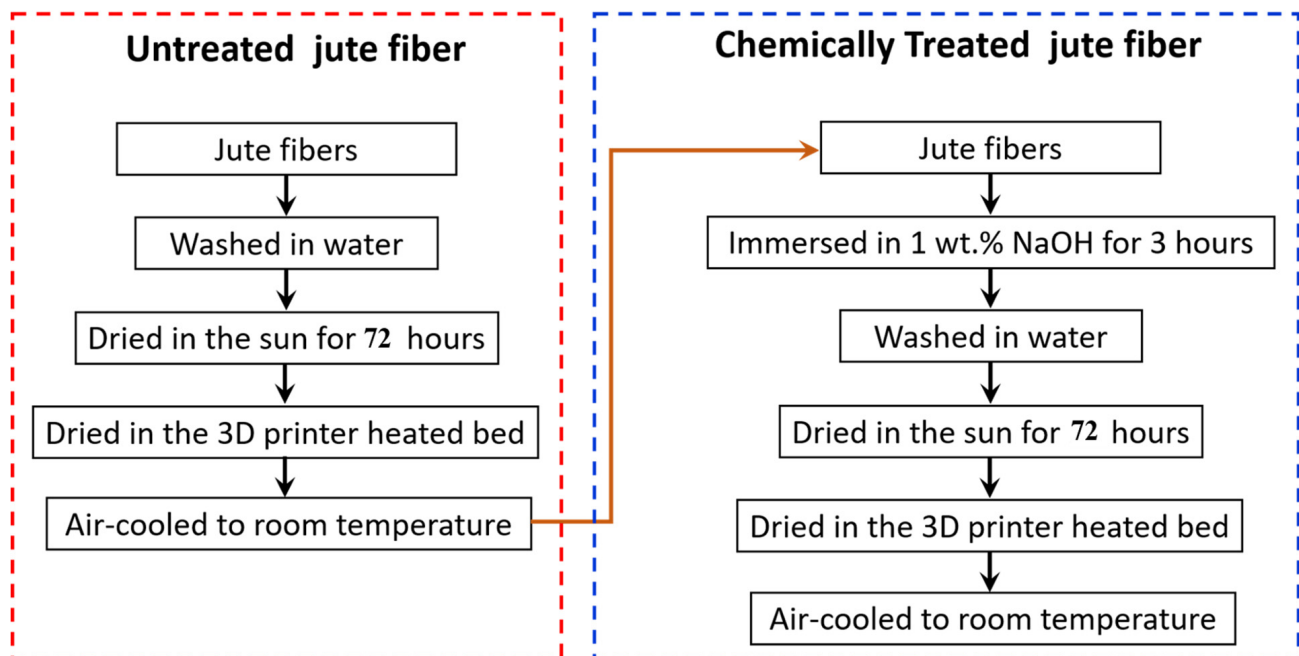 Untreated jute fiber
Jute fibers
Washed in water
Dried in the sun for 72 hours
Dried in the 3D printer heated bed
Air-cooled to room temperature
Chemically Treated jute fiber
Jute fibers
Immersed in 1 wt.% NaOH for 3 hours
Washed in water
Dried in the sun for 72 hours
Dried in the 3D printer heated bed
Air-cooled to room temperature